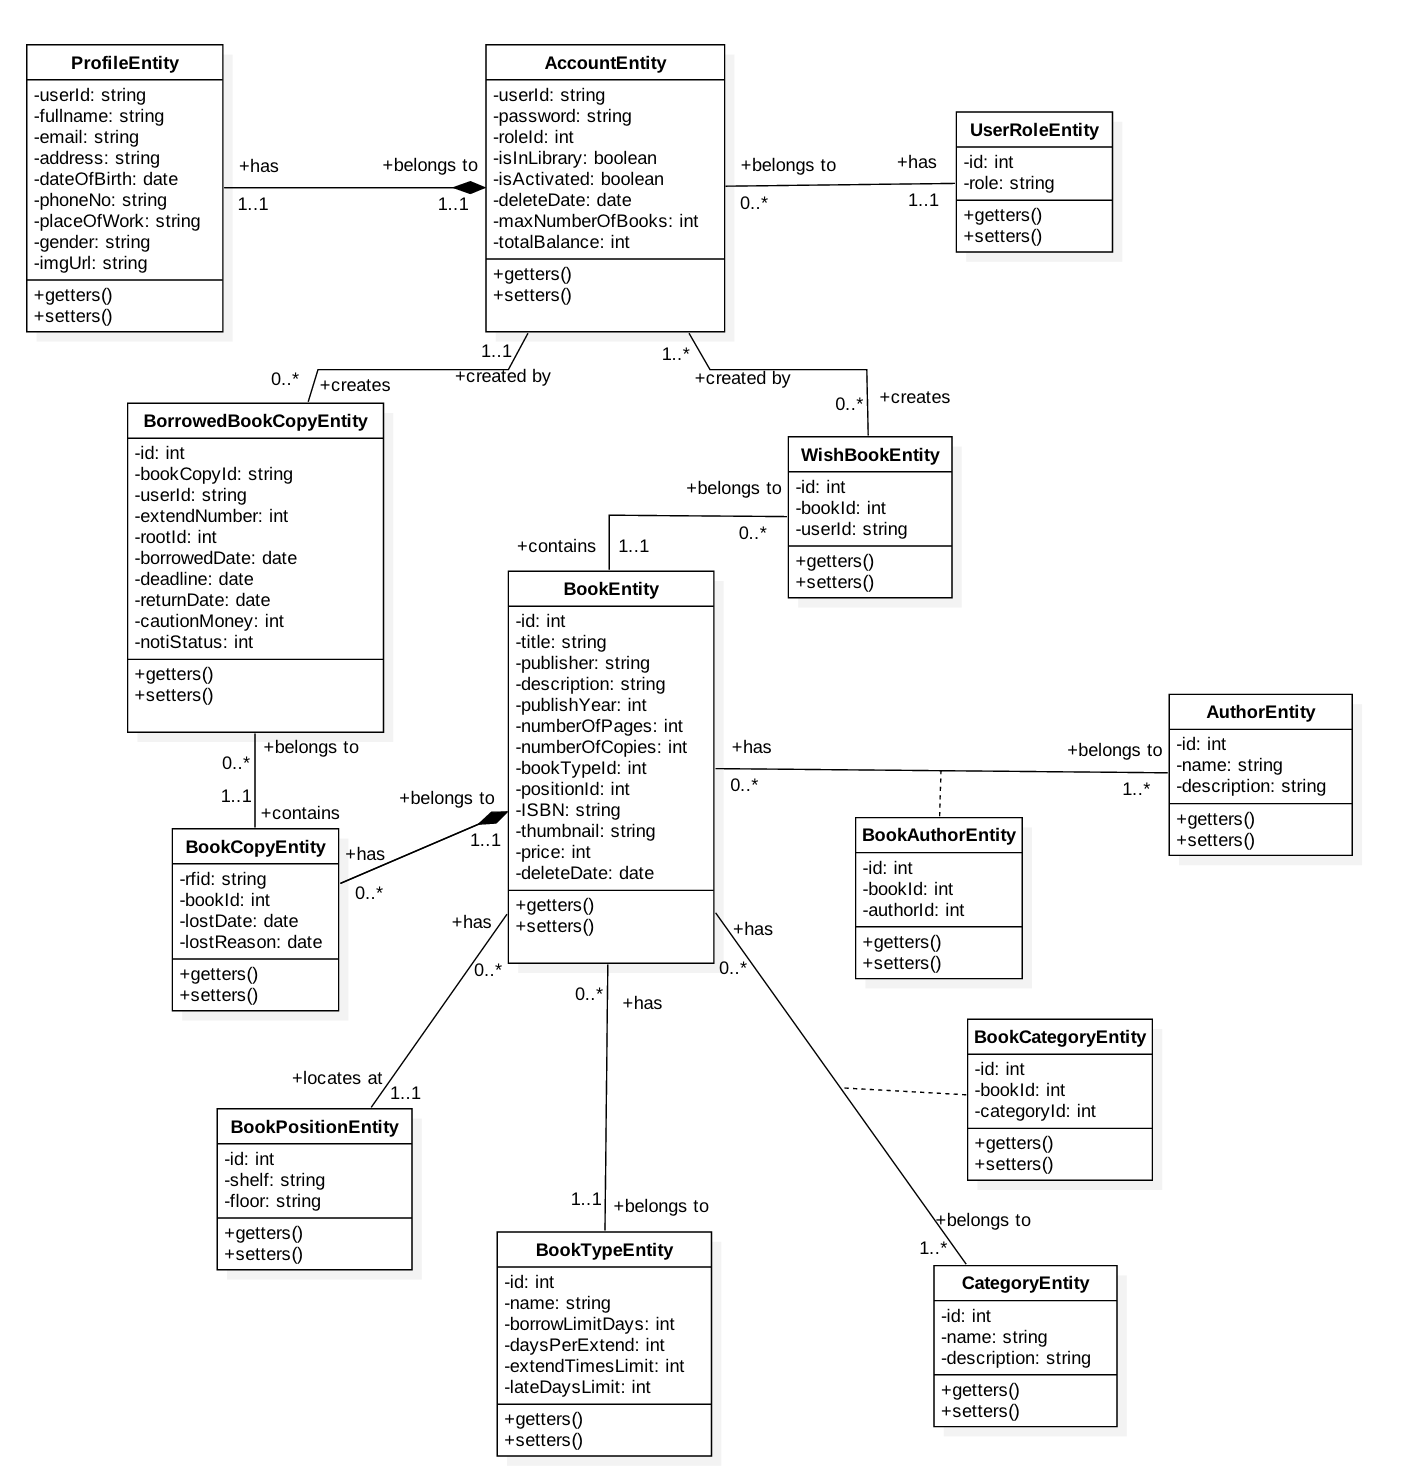 ProfileEntity
-userId: string
-fullname: string
-email: string
-address: string
-dateOfBirth: date
-phoneNo: string
-placeOfWork: string
-gender: string
-imgUrl: string
+getters()
+setters()
+has
1..1
+belongs to
1..1
AccountEntity
-userId: string
-password: string
-roleId: int
-isInLibrary: boolean
-isActivated: boolean
-deleteDate: date
-maxNumberOfBooks: int
-totalBalance: int
+getters()
+setters()
+belongs to
0..*
+has
1..1
UserRoleEntity
-id: int
-role: string
+getters()
+setters()
1..1
+created by
0..*
+creates
1..*
+created by
0..*
+creates
BorrowedBookCopyEntity
-id: int
-bookCopyId: string
-userId: string
-extendNumber: int
-rootId: int
-borrowedDate: date
-deadline: date
-returnDate: date
-cautionMoney: int
-notiStatus: int
+getters()
+setters()
WishBookEntity
-id: int
-bookId: int
-userId: string
+getters()
+setters()
+belongs to
0..*
+contains
1..1
BookEntity
-id: int
-title: string
-publisher: string
-description: string
-publishYear: int
-numberOfPages: int
-numberOfCopies: int
-bookTypeId: int
-positionId: int
-ISBN: string
-thumbnail: string
-price: int
-deleteDate: date
+getters()
+setters()
+has
0..*
+belongs to
1..*
AuthorEntity
-id: int
-name: string
-description: string
+getters()
+setters()
BookAuthorEntity
-id: int
-bookId: int
-authorId: int
+getters()
+setters()
+belongs to
0..*
1..1
+contains
BookCopyEntity
-rfid: string
-bookId: int
-lostDate: date
-lostReason: date
+getters()
+setters()
+belongs to
1..1
+has
0..*
+has
0..*
+locates at
1..1
BookPositionEntity
-id: int
-shelf: string
-floor: string
+getters()
+setters()
0..*
+has
1..1
+belongs to
BookTypeEntity
-id: int
-name: string
-borrowLimitDays: int
-daysPerExtend: int
-extendTimesLimit: int
-lateDaysLimit: int
+getters()
+setters()
+has
0..*
BookCategoryEntity
-id: int
-bookId: int
-categoryId: int
+getters()
+setters()
+belongs to
1..*
CategoryEntity
-id: int
-name: string
-description: string
+getters()
+setters()